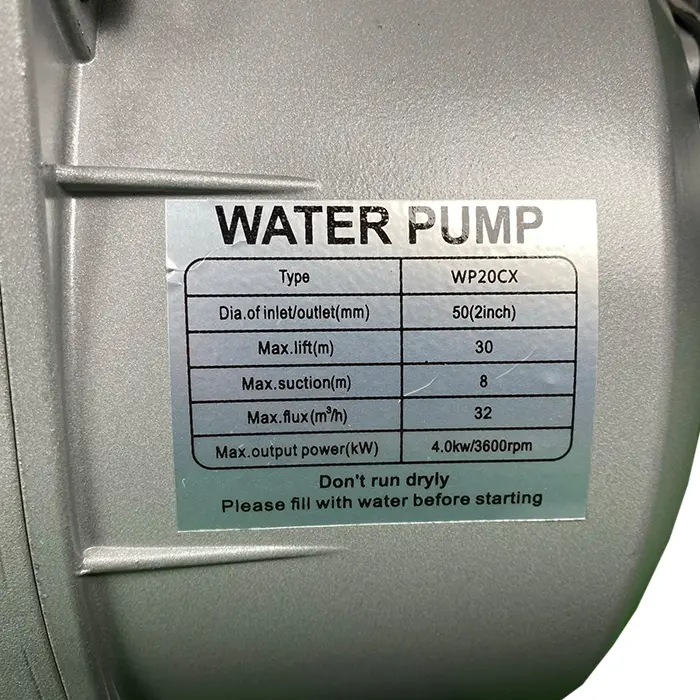 WATER PUMP
Type WP20CX
Dia.of inlet/outlet(mm) 50(2inch)
Max.lift(m) 30
Max.suction(m) 8
Max.flux(m³/h) 32
Max.output power(kW) 4.0kw/3600rpm
Don't run dryly
Please fill with water before starting